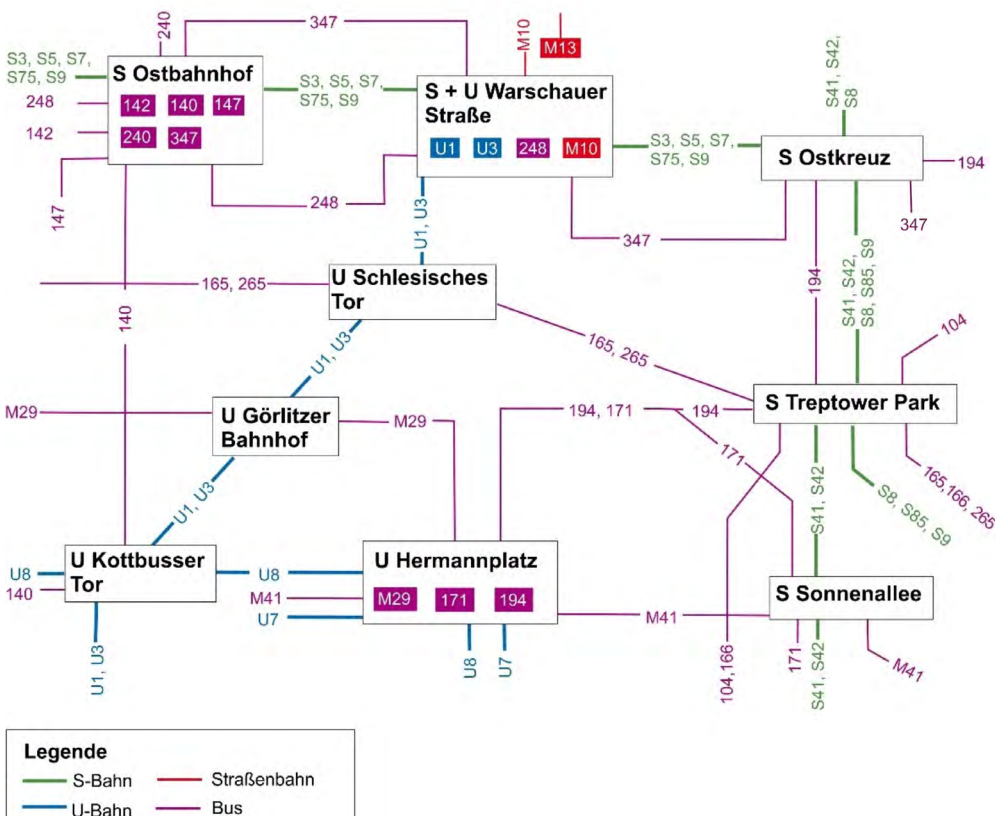 240
347
M10
M13
S3, S5, S7,
S75, S9
S Ostbahnhof
142 140 147
240 347
S3, S5, S7,
S75, S9
S + U Warschauer
Straße
U1 U3 248 M10
S41, S42,
S8
248
142
147
S3, S5, S7,
S75, S9
S Ostkreuz
194
248
U1, U3
347
347
194
S41, S42,
S8, S85, S9
165, 265
U Schlesisches
Tor
140
U1, U3
165, 265
104
M29
U Görlitzer
Bahnhof
M29
194, 171
194
S Treptower Park
171
U1, U3
S41, S42
S8, S85, S9
165,166, 265
U Kottbusser
Tor
U8
140
U8
M41
U7
U Hermannplatz
M29 171 194
M41
S Sonnenallee
U1, U3
U8
U7
104,166
171
S41, S42
M41
Legende
S-Bahn
Straßenbahn
U-Bahn
Bus